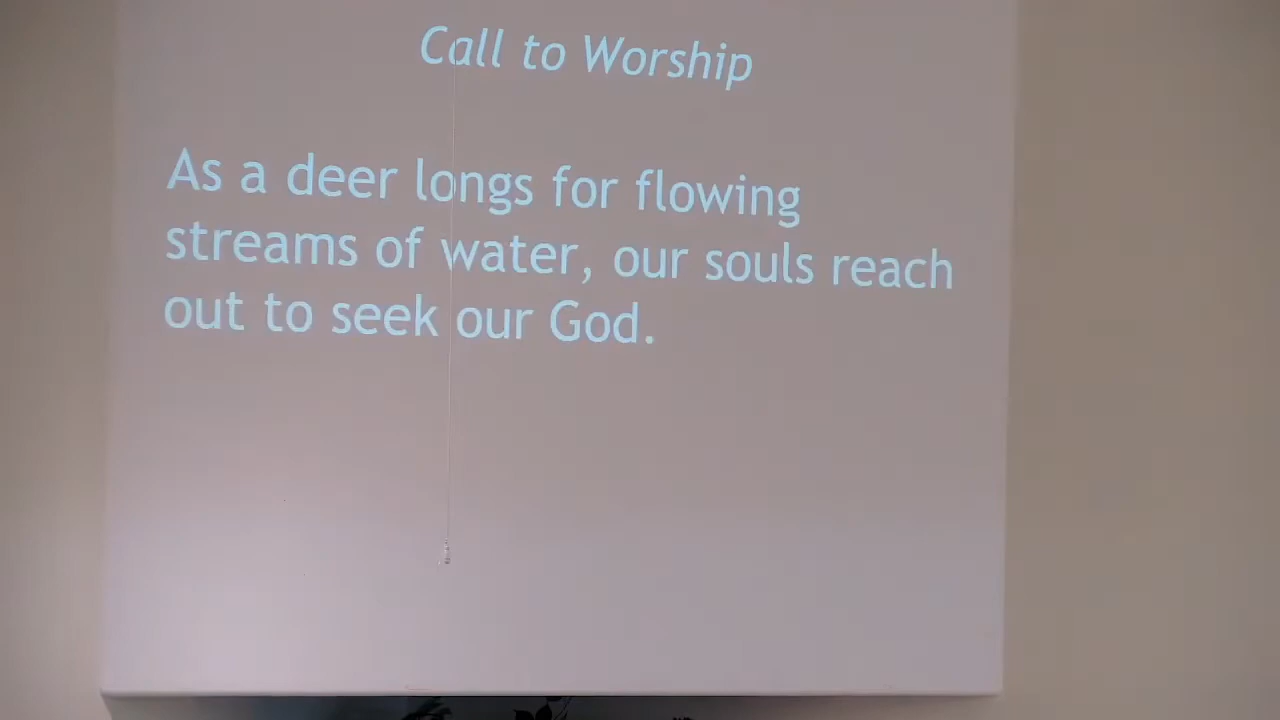 Call to Worship
As a deer longs for flowing
streams of water, our souls reach
out to seek our God.